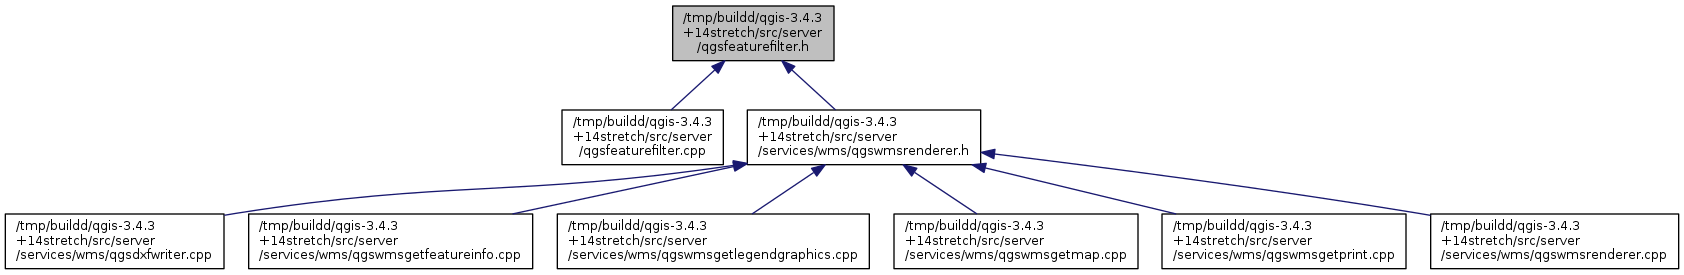 /tmp/buildd/qgis-3.4.3
+14stretch/src/server
/qgsfeaturefilter.h
/tmp/buildd/qgis-3.4.3
+14stretch/src/server
/qgsfeaturefilter.cpp
/tmp/buildd/qgis-3.4.3
+14stretch/src/server
/services/wms/qgswmsrenderer.h
/tmp/buildd/qgis-3.4.3
+14stretch/src/server
/services/wms/qgsdxfwriter.cpp
/tmp/buildd/qgis-3.4.3
+14stretch/src/server
/services/wms/qgswmsgetfeatureinfo.cpp
/tmp/buildd/qgis-3.4.3
+14stretch/src/server
/services/wms/qgswmsgetlegendgraphics.cpp
/tmp/buildd/qgis-3.4.3
+14stretch/src/server
/services/wms/qgswmsgetmap.cpp
/tmp/buildd/qgis-3.4.3
+14stretch/src/server
/services/wms/qgswmsgetprint.cpp
/tmp/buildd/qgis-3.4.3
+14stretch/src/server
/services/wms/qgswmsrenderer.cpp